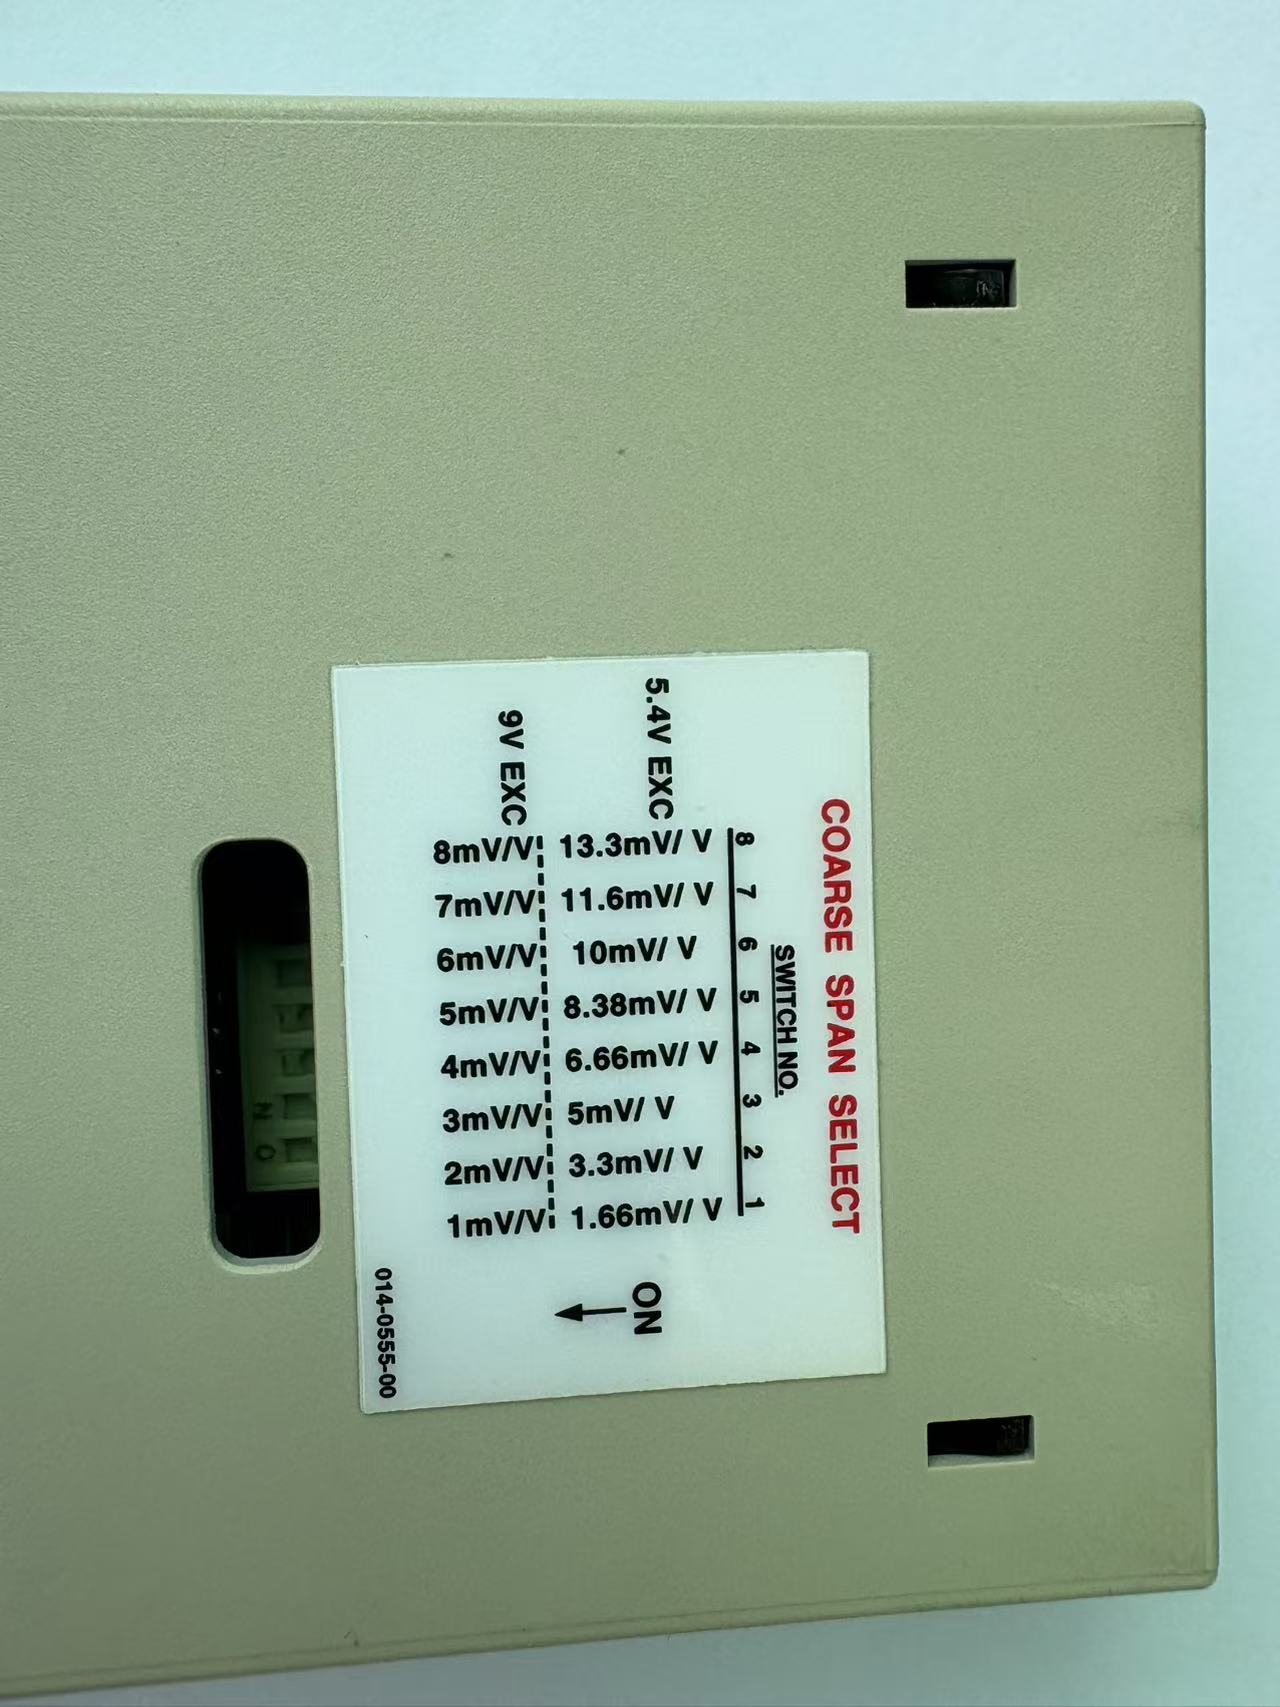 COARSE SPAN SELECT
SWITCH NO.
8 7 6 5 4 3 2 1
5.4V EXC 13.3mV/ V 11.6mV/ V 10mV/ V 8.38mV/ V 6.66mV/ V 5mV/ V 3.3mV/ V 1.66mV/ V
ON
9V EXC 8mV/V 7mV/V 6mV/V 5mV/V 4mV/V 3mV/V 2mV/V 1mV/V
014-0555-00
O N